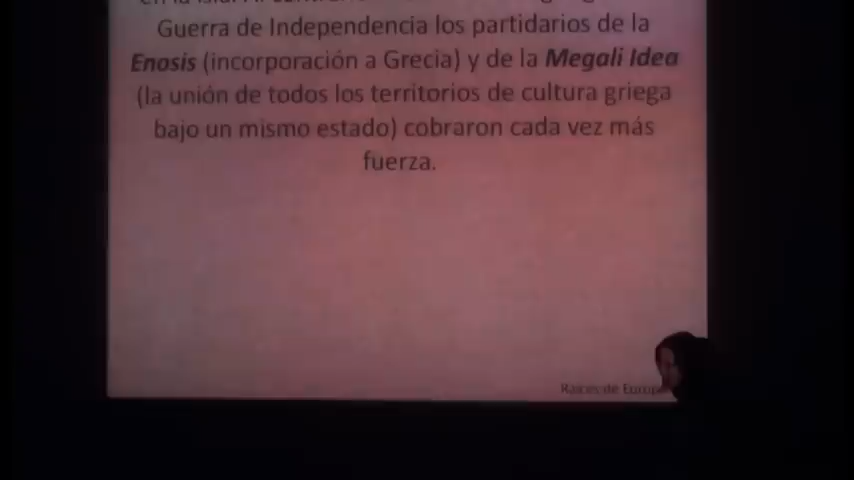 Guerra de Independencia los partidarios de la
Enosis (incorporación a Grecia) y de la Megali Idea
(la unión de todos los territorios de cultura griega
bajo un mismo estado) cobraron cada vez más
fuerza.
Raíces de Europa